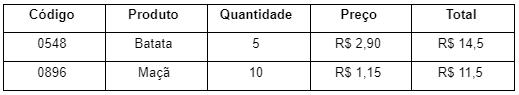 Código Produto Quantidade Preço Total
0548 Batata 5 R$ 2,90 R$ 14,5
0896 Maçã 10 R$ 1,15 R$ 11,5